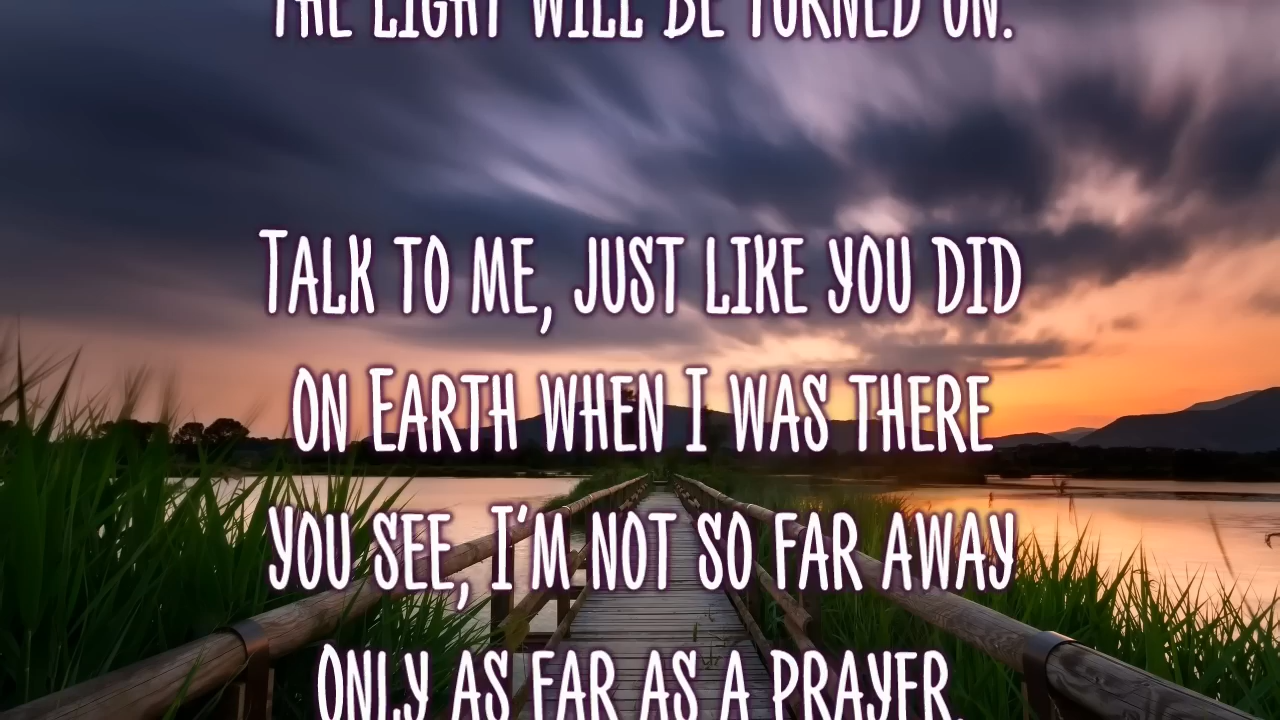 The light will be turned on.
Talk to me, just like you did
On Earth when I was there
You see, I'm not so far away
Only as far as a prayer.